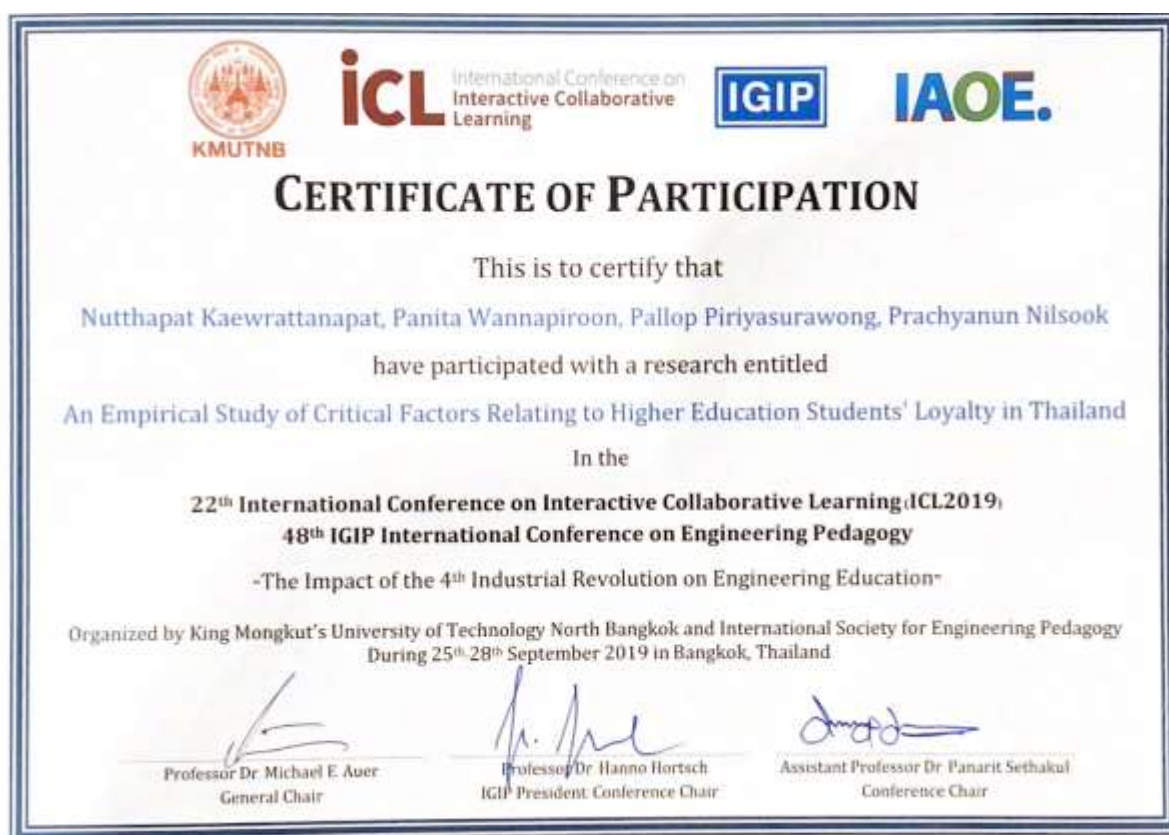 KMUTNB
iCL
International Conference on
Interactive Collaborative
Learning
IGIP
IAOE.
CERTIFICATE OF PARTICIPATION
This is to certify that
Nutthapat Kaewrattanapat, Panita Wannapiroon, Pallop Piriyasurawong, Prachyanun Nilsook
have participated with a research entitled
An Empirical Study of Critical Factors Relating to Higher Education Students' Loyalty in Thailand
In the
22th International Conference on Interactive Collaborative Learning (ICL2019)
48th IGIP International Conference on Engineering Pedagogy
-The Impact of the 4th Industrial Revolution on Engineering Education-
Organized by King Mongkut's University of Technology North Bangkok and International Society for Engineering Pedagogy
During 25th-28th September 2019 in Bangkok, Thailand
Professor Dr Michael E Auer
General Chair
Professor Dr Hanno Hortsch
IGIP President Conference Chair
Assistant Professor Dr Panarit Sethakul
Conference Chair